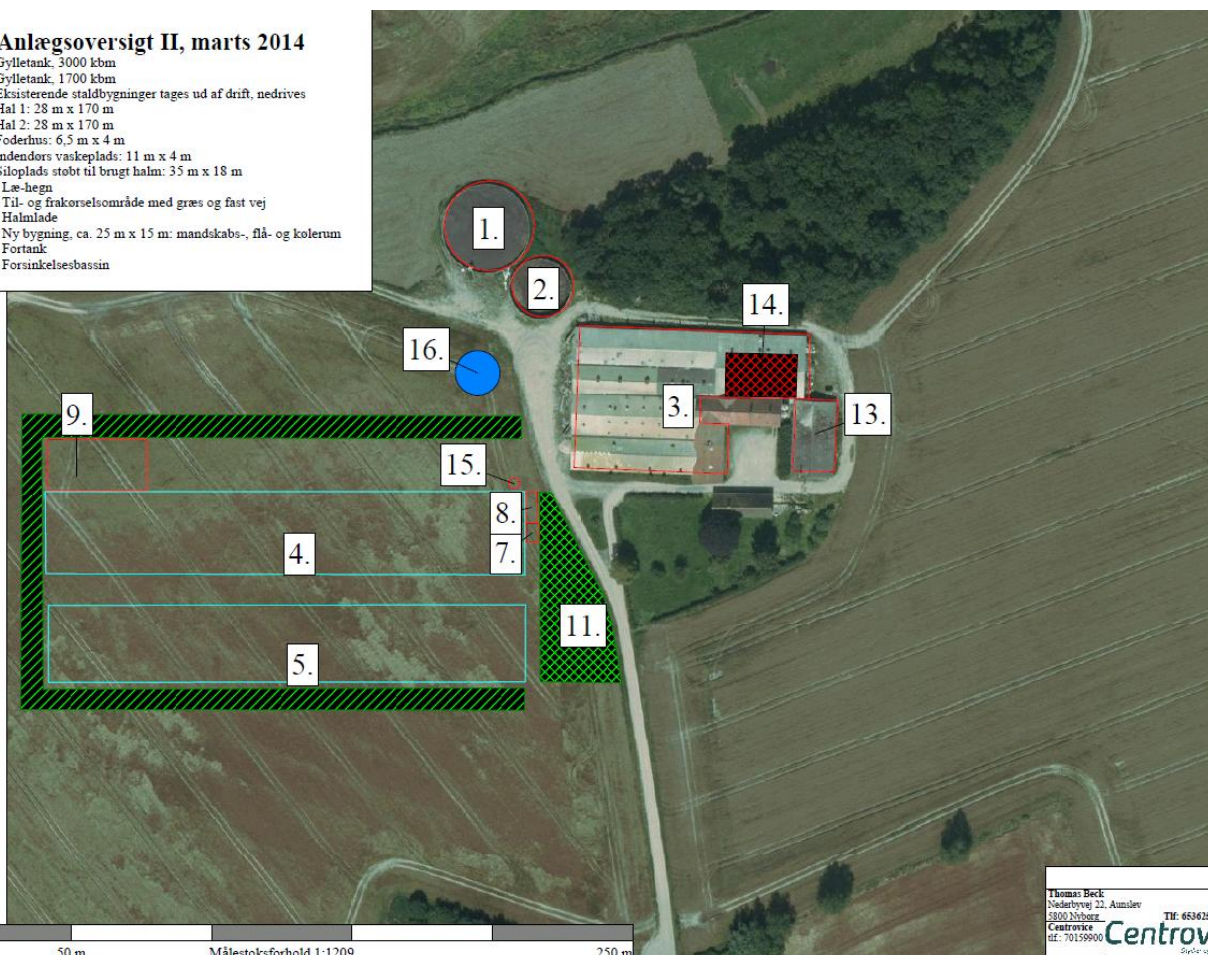 Anlægsoversigt II, marts 2014
Gylletank, 3000 kbm
Gylletank, 1700 kbm
Eksisterende staldbygninger tages ud af drift, nedrives
Hal 1: 28 m x 170 m
Hal 2: 28 m x 170 m
Foderhus: 6,5 m x 4 m
Indendørs vaskeplads: 11 m x 4 m
Siloplads støbt til brugt halm: 35 m x 18 m
Læ-hegn
Til- og frakørselsområde med græs og fast vej
Halmlade
Ny bygning, ca. 25 m x 15 m: mandskabs-, flå- og kølerum
Fortank
Forsinkelsesbassin
1.
2.
14.
16.
3.
9.
13.
15.
8.
4.
7.
11.
5.
Thomas Beck
Nederbyvej 22, Aunslev
5800 Nyborg Tlf: 653625
Centrovice
tlf.: 70159900
Centrov
50 m Målestoksforhold 1:1209 250 m